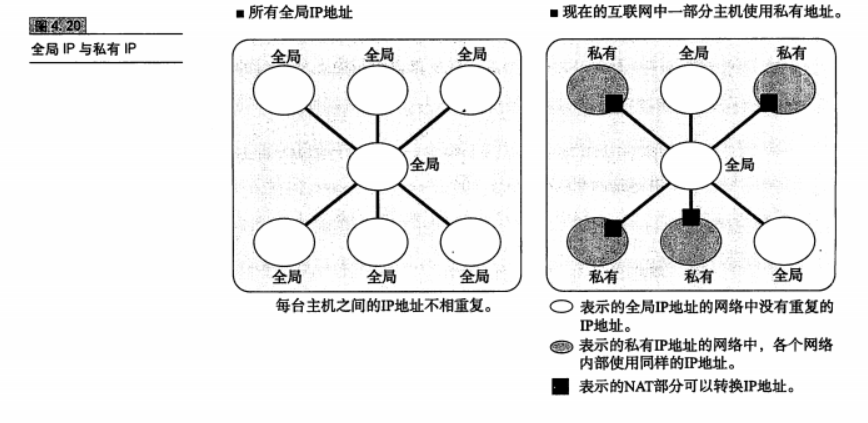 图 4.20
全局 IP 与私有 IP
■ 所有全局IP地址
全局 全局 全局
全局
全局 全局 全局
每台主机之间的IP地址不相重复。
■ 现在的互联网中一部分主机使用私有地址。
私有 全局 私有
全局
私有 私有 全局
表示的全局IP地址的网络中没有重复的
IP地址。
表示的私有IP地址的网络中，各个网络
内部使用同样的IP地址。
表示的NAT部分可以转换IP地址。